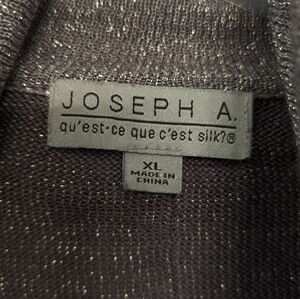 JOSEPH A.
qu'est-ce que c'est silk?®
XL
MADE IN
CHINA